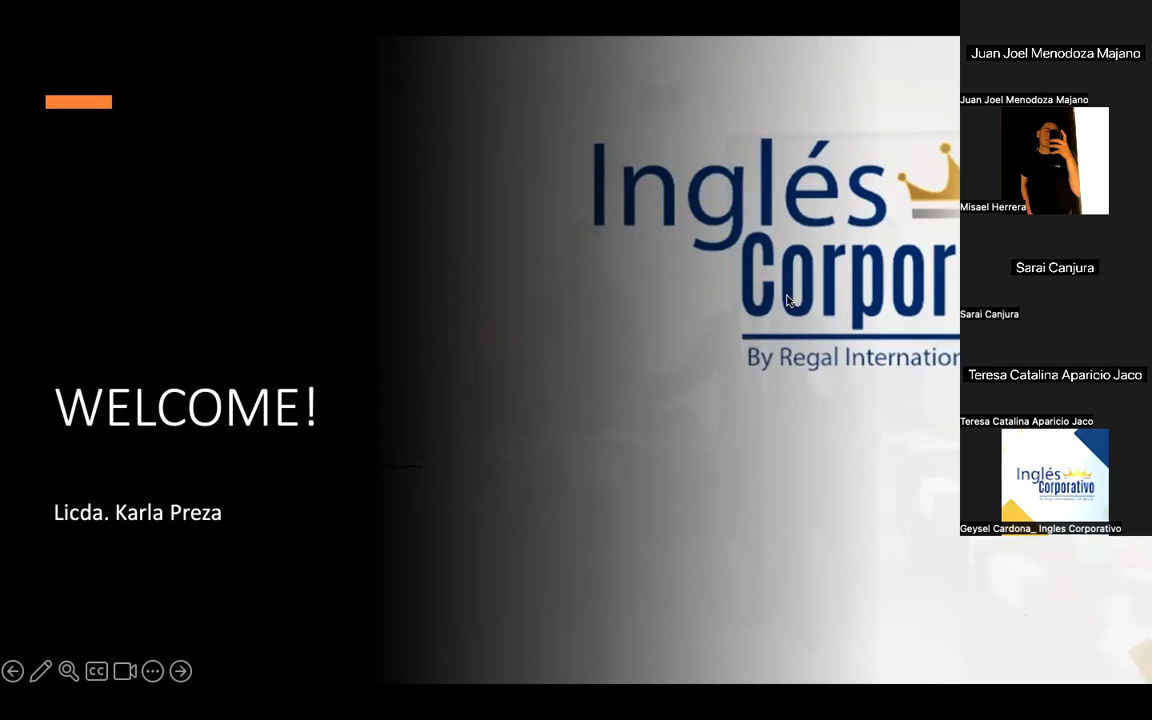 WELCOME!
Licda. Karla Preza
Inglés
Corpor
By Regal Internation
CC
Juan Joel Menodoza Majano
Juan Joel Menodoza Majano
Misael Herrera
Sarai Canjura
Sarai Canjura
Teresa Catalina Aparicio Jaco
Teresa Catalina Aparicio Jaco
Inglés
Corporativo
Geysel Cardona_ Ingles Corporativo